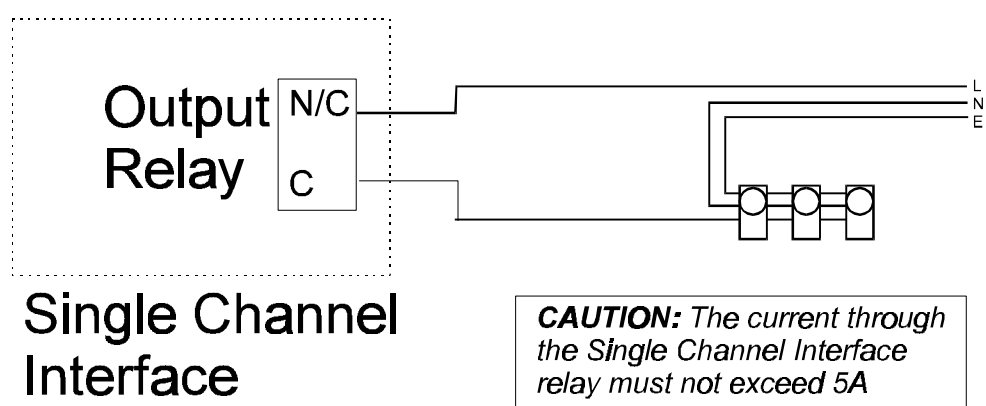 Output
Relay
N/C
C
L
N
E
Single Channel
Interface
CAUTION: The current through
the Single Channel Interface
relay must not exceed 5A